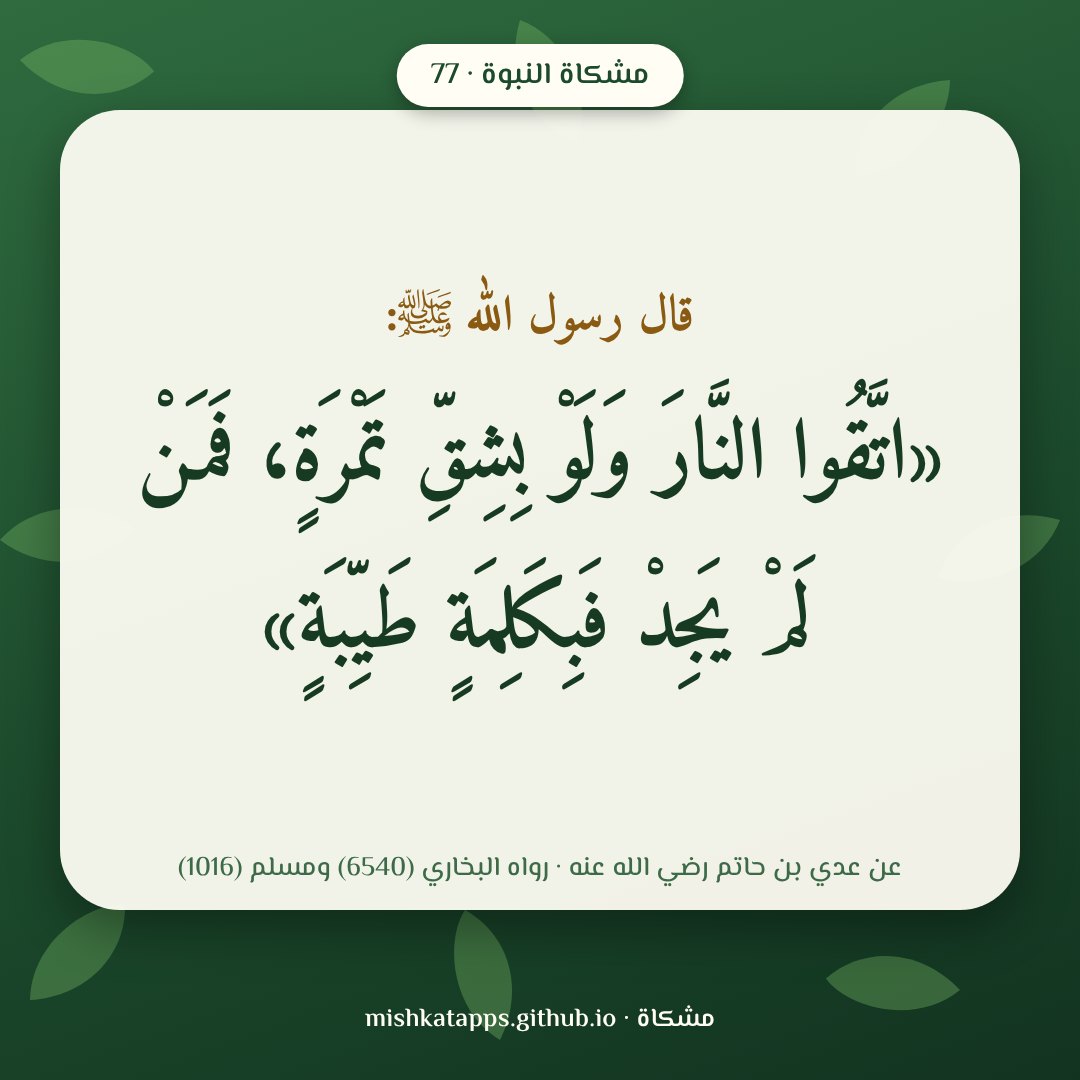 مشكاة النبوة · 77
قال رسول الله ﷺ:
«اتَّقُوا النَّارَ وَلَوْ بِشِقِّ تَمْرَةٍ، فَمَنْ
لَمْ يَجِدْ فَبِكَلِمَةٍ طَيِّبَةٍ»
عن عدي بن حاتم رضي الله عنه · رواه البخاري (6540) ومسلم (1016)
مشكاة · mishkatapps.github.io